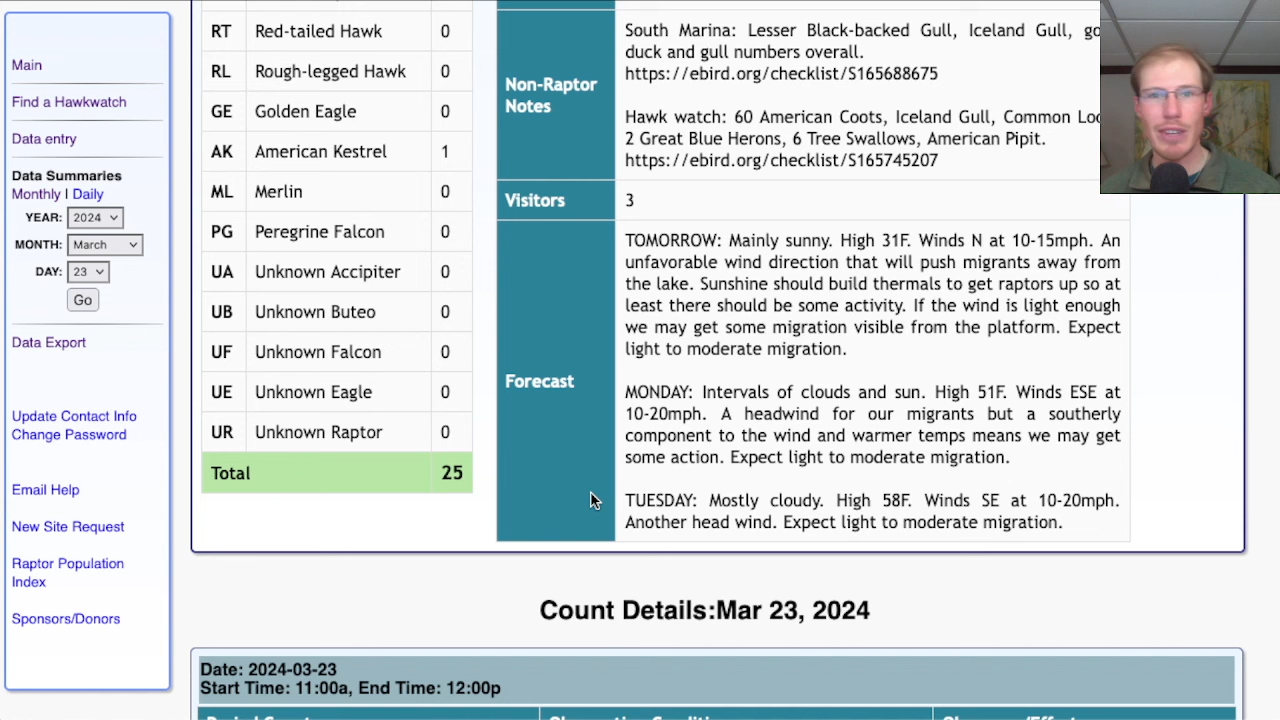 Main
Find a Hawkwatch
Data entry
Data Summaries
Monthly | Daily
YEAR: 2024
MONTH: March
DAY: 23
Go
Data Export
Update Contact Info
Change Password
Email Help
New Site Request
Raptor Population
Index
Sponsors/Donors
RT Red-tailed Hawk 0
RL Rough-legged Hawk 0
GE Golden Eagle 0
AK American Kestrel 1
ML Merlin 0
PG Peregrine Falcon 0
UA Unknown Accipiter 0
UB Unknown Buteo 0
UF Unknown Falcon 0
UE Unknown Eagle 0
UR Unknown Raptor 0
Total 25
Non-Raptor
Notes
South Marina: Lesser Black-backed Gull, Iceland Gull,
duck and gull numbers overall.
https://ebird.org/checklist/S165688675
Hawk watch: 60 American Coots, Iceland Gull, Common
2 Great Blue Herons, 6 Tree Swallows, American Pipit.
https://ebird.org/checklist/S165745207
Visitors 3
Forecast
TOMORROW: Mainly sunny. High 31F. Winds N at 10-15mph. An
unfavorable wind direction that will push migrants away from
the lake. Sunshine should build thermals to get raptors up so at
least there should be some activity. If the wind is light enough
we may get some migration visible from the platform. Expect
light to moderate migration.
MONDAY: Intervals of clouds and sun. High 51F. Winds ESE at
10-20mph. A headwind for our migrants but a southerly
component to the wind and warmer temps means we may get
some action. Expect light to moderate migration.
TUESDAY: Mostly cloudy. High 58F. Winds SE at 10-20mph.
Another head wind. Expect light to moderate migration.
Count Details:Mar 23, 2024
Date: 2024-03-23
Start Time: 11:00a, End Time: 12:00p